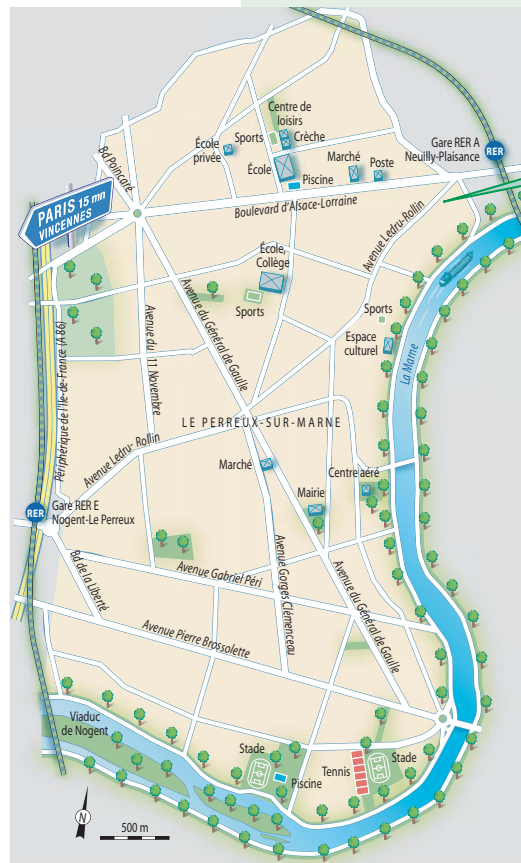 Centre de
loisirs
Sports
Crèche
École
privée
École
Piscine
Marché
Poste
Gare RER A
Neuilly-Plaisance
RER
Bd Poincaré
PARIS 15 mn
VINCENNES
Boulevard d'Alsace-Lorraine
Avenue Ledru-Rollin
École,
Collège
Sports
Sports
Espace
culturel
La Marne
Avenue du Général de Gaulle
Avenue du 11 Novembre
Périphérique de l'Ile-de-France (A 86)
LE PERREUX-SUR-MARNE
Avenue Ledru- Rollin
Marché
Centre aéré
Mairie
RER
Gare RER E
Nogent-Le Perreux
Bd de la Liberté
Avenue Gabriel Péri
Avenue Gorges Clémenceau
Avenue du Général de Gaulle
Avenue Pierre Brossolette
Viaduc
de Nogent
Stade
Piscine
Tennis
Stade
N
500 m